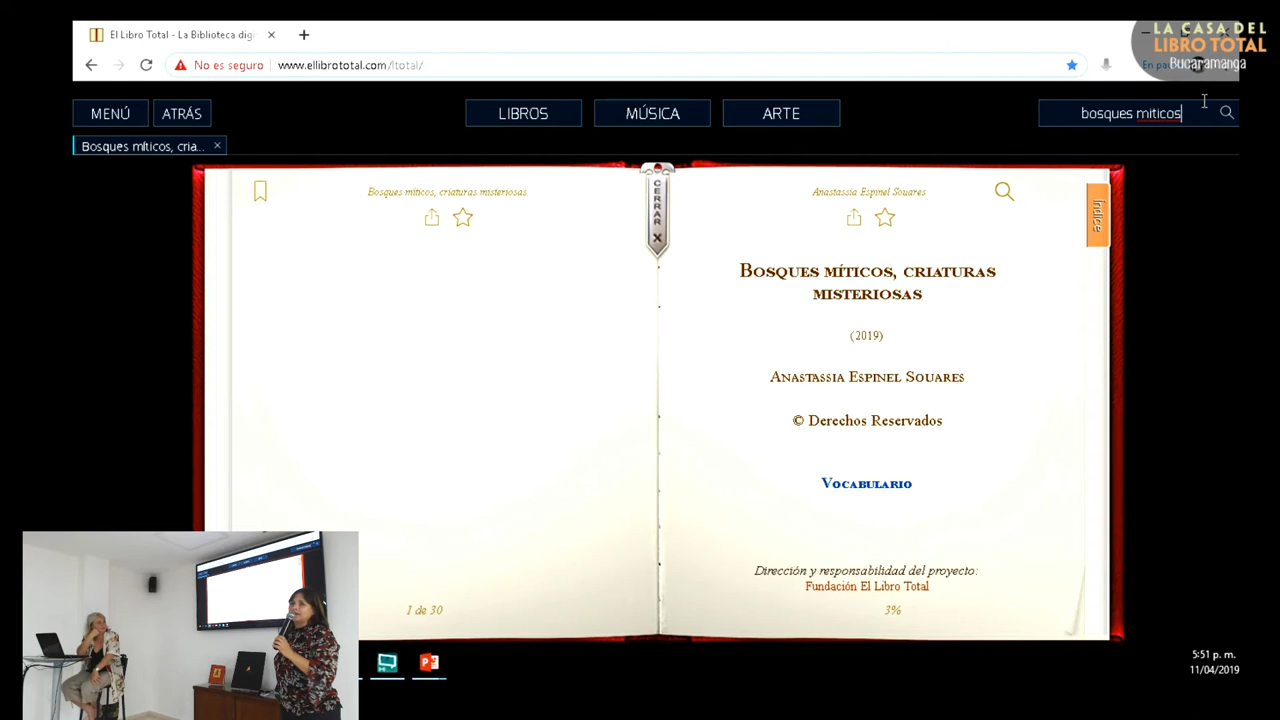 El Libro Total - La Biblioteca digi
LA CASA DEL
LIBRO TOTAL
Bucaramanga
No es seguro
www.ellibrototal.com/ltotal/
En pau
MENÚ
ATRÁS
LIBROS
MÚSICA
ARTE
bosques miticos
Bosques míticos, cria...
Bosques míticos, criaturas misteriosas
CERRAR X
Anastassia Espinel Souares
Índice
Bosques míticos, criaturas
misteriosas
(2019)
Anastassia Espinel Souares
© Derechos Reservados
Vocabulario
Dirección y responsabilidad del proyecto:
Fundación El Libro Total
1 de 30
3%
5:51 p. m.
11/04/2019